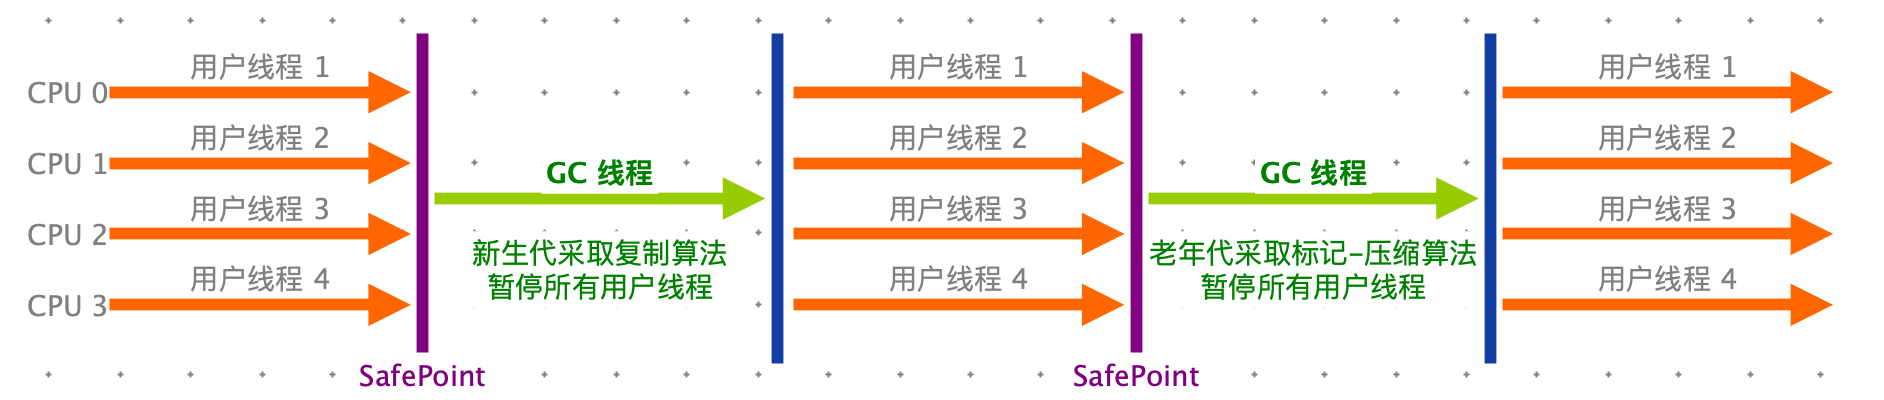 用户线程 1
用户线程 1
用户线程 1
CPU 0
用户线程 2
用户线程 2
用户线程 2
CPU 1
GC 线程
GC 线程
用户线程 3
用户线程 3
用户线程 3
CPU 2
新生代采取复制算法
暂停所有用户线程
老年代采取标记-压缩算法
暂停所有用户线程
用户线程 4
用户线程 4
用户线程 4
CPU 3
SafePoint
SafePoint